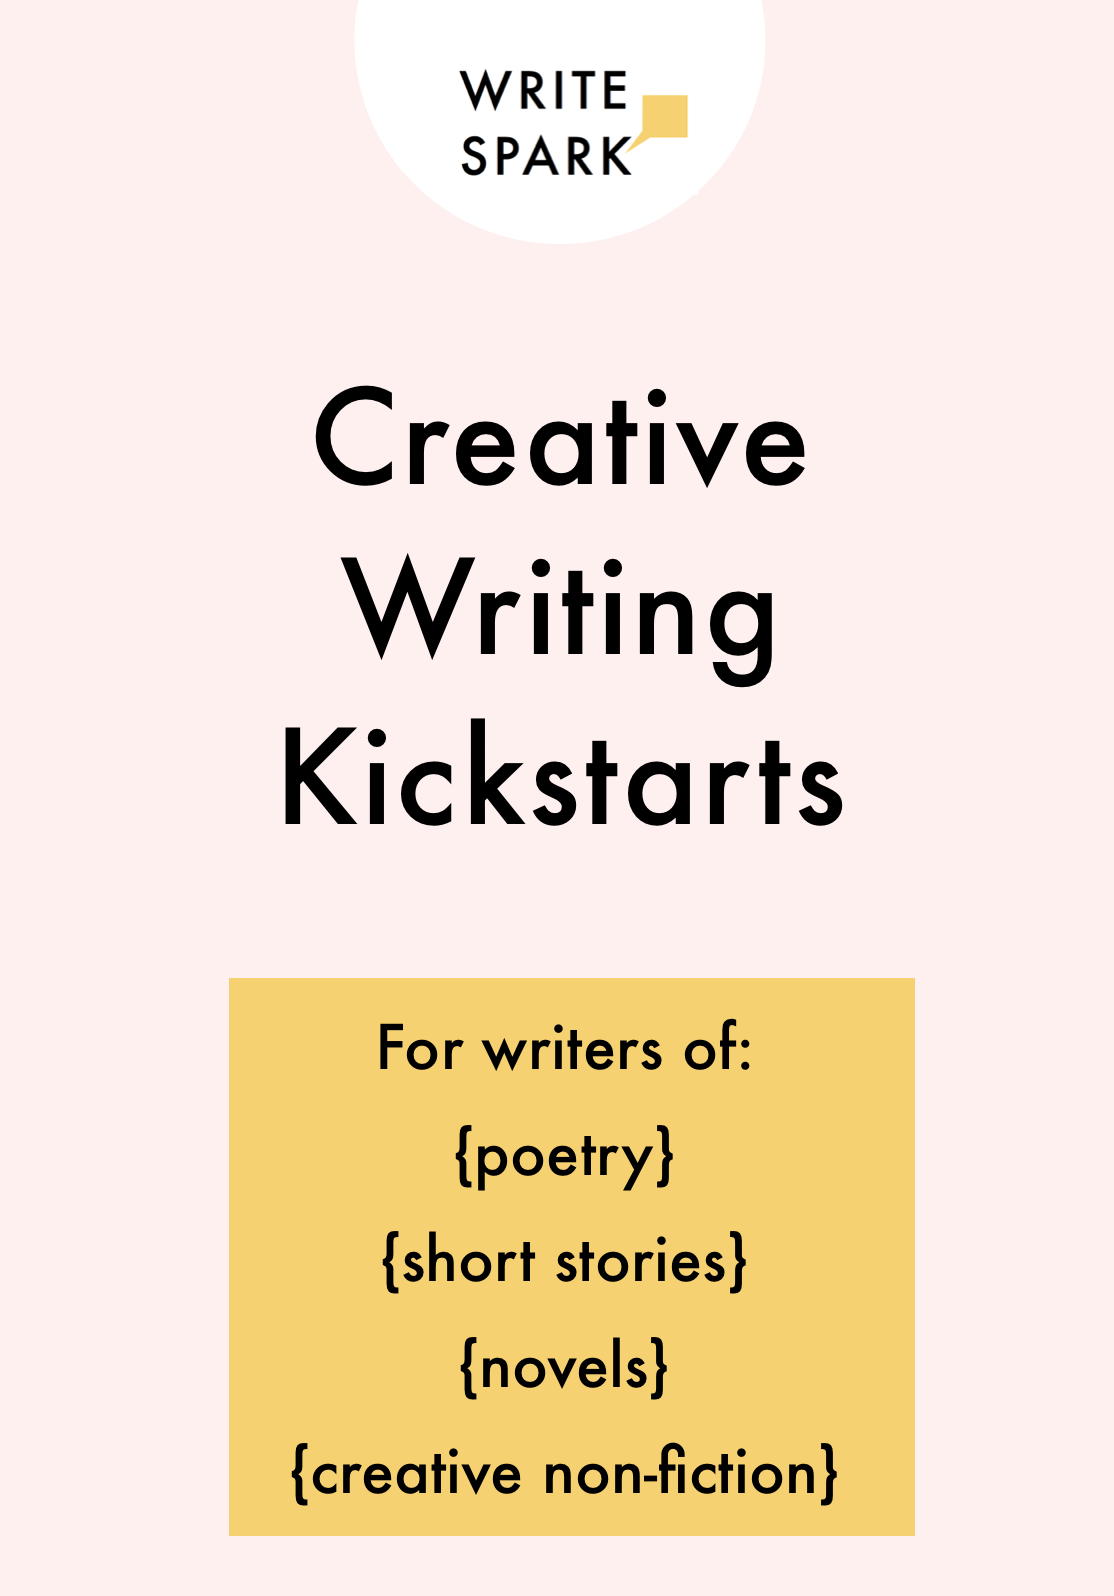 WRITE
SPARK
Creative
Writing
Kickstarts
For writers of:
{poetry}
{short stories}
{novels}
{creative non-fiction}